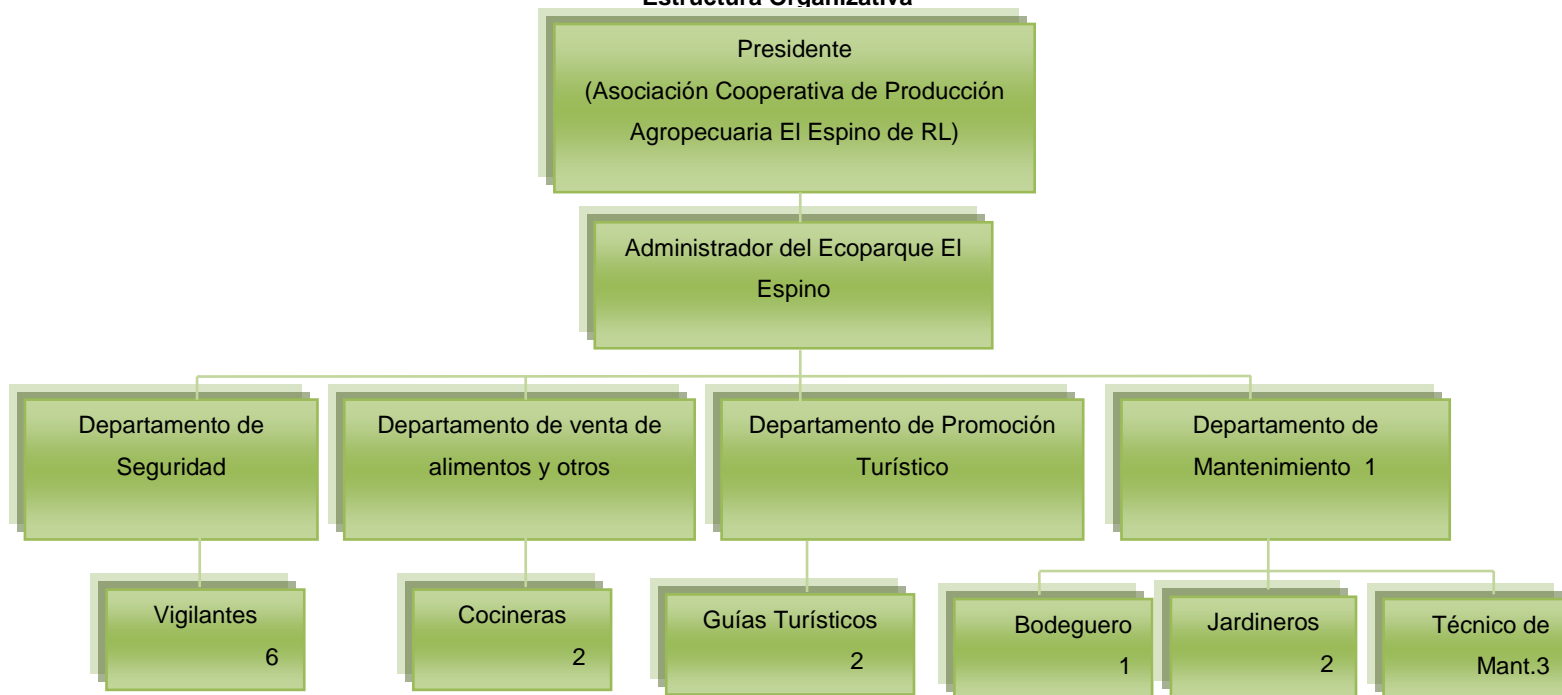 Estructura Organizativa
Presidente
(Asociación Cooperativa de Producción
Agropecuaria El Espino de RL)
Administrador del Ecoparque El
Espino
Departamento de
Seguridad
Departamento de venta de
alimentos y otros
Departamento de Promoción
Turístico
Departamento de
Mantenimiento 1
Vigilantes
6
Cocineras
2
Guías Turísticos
2
Bodeguero
1
Jardineros
2
Técnico de
Mant.3